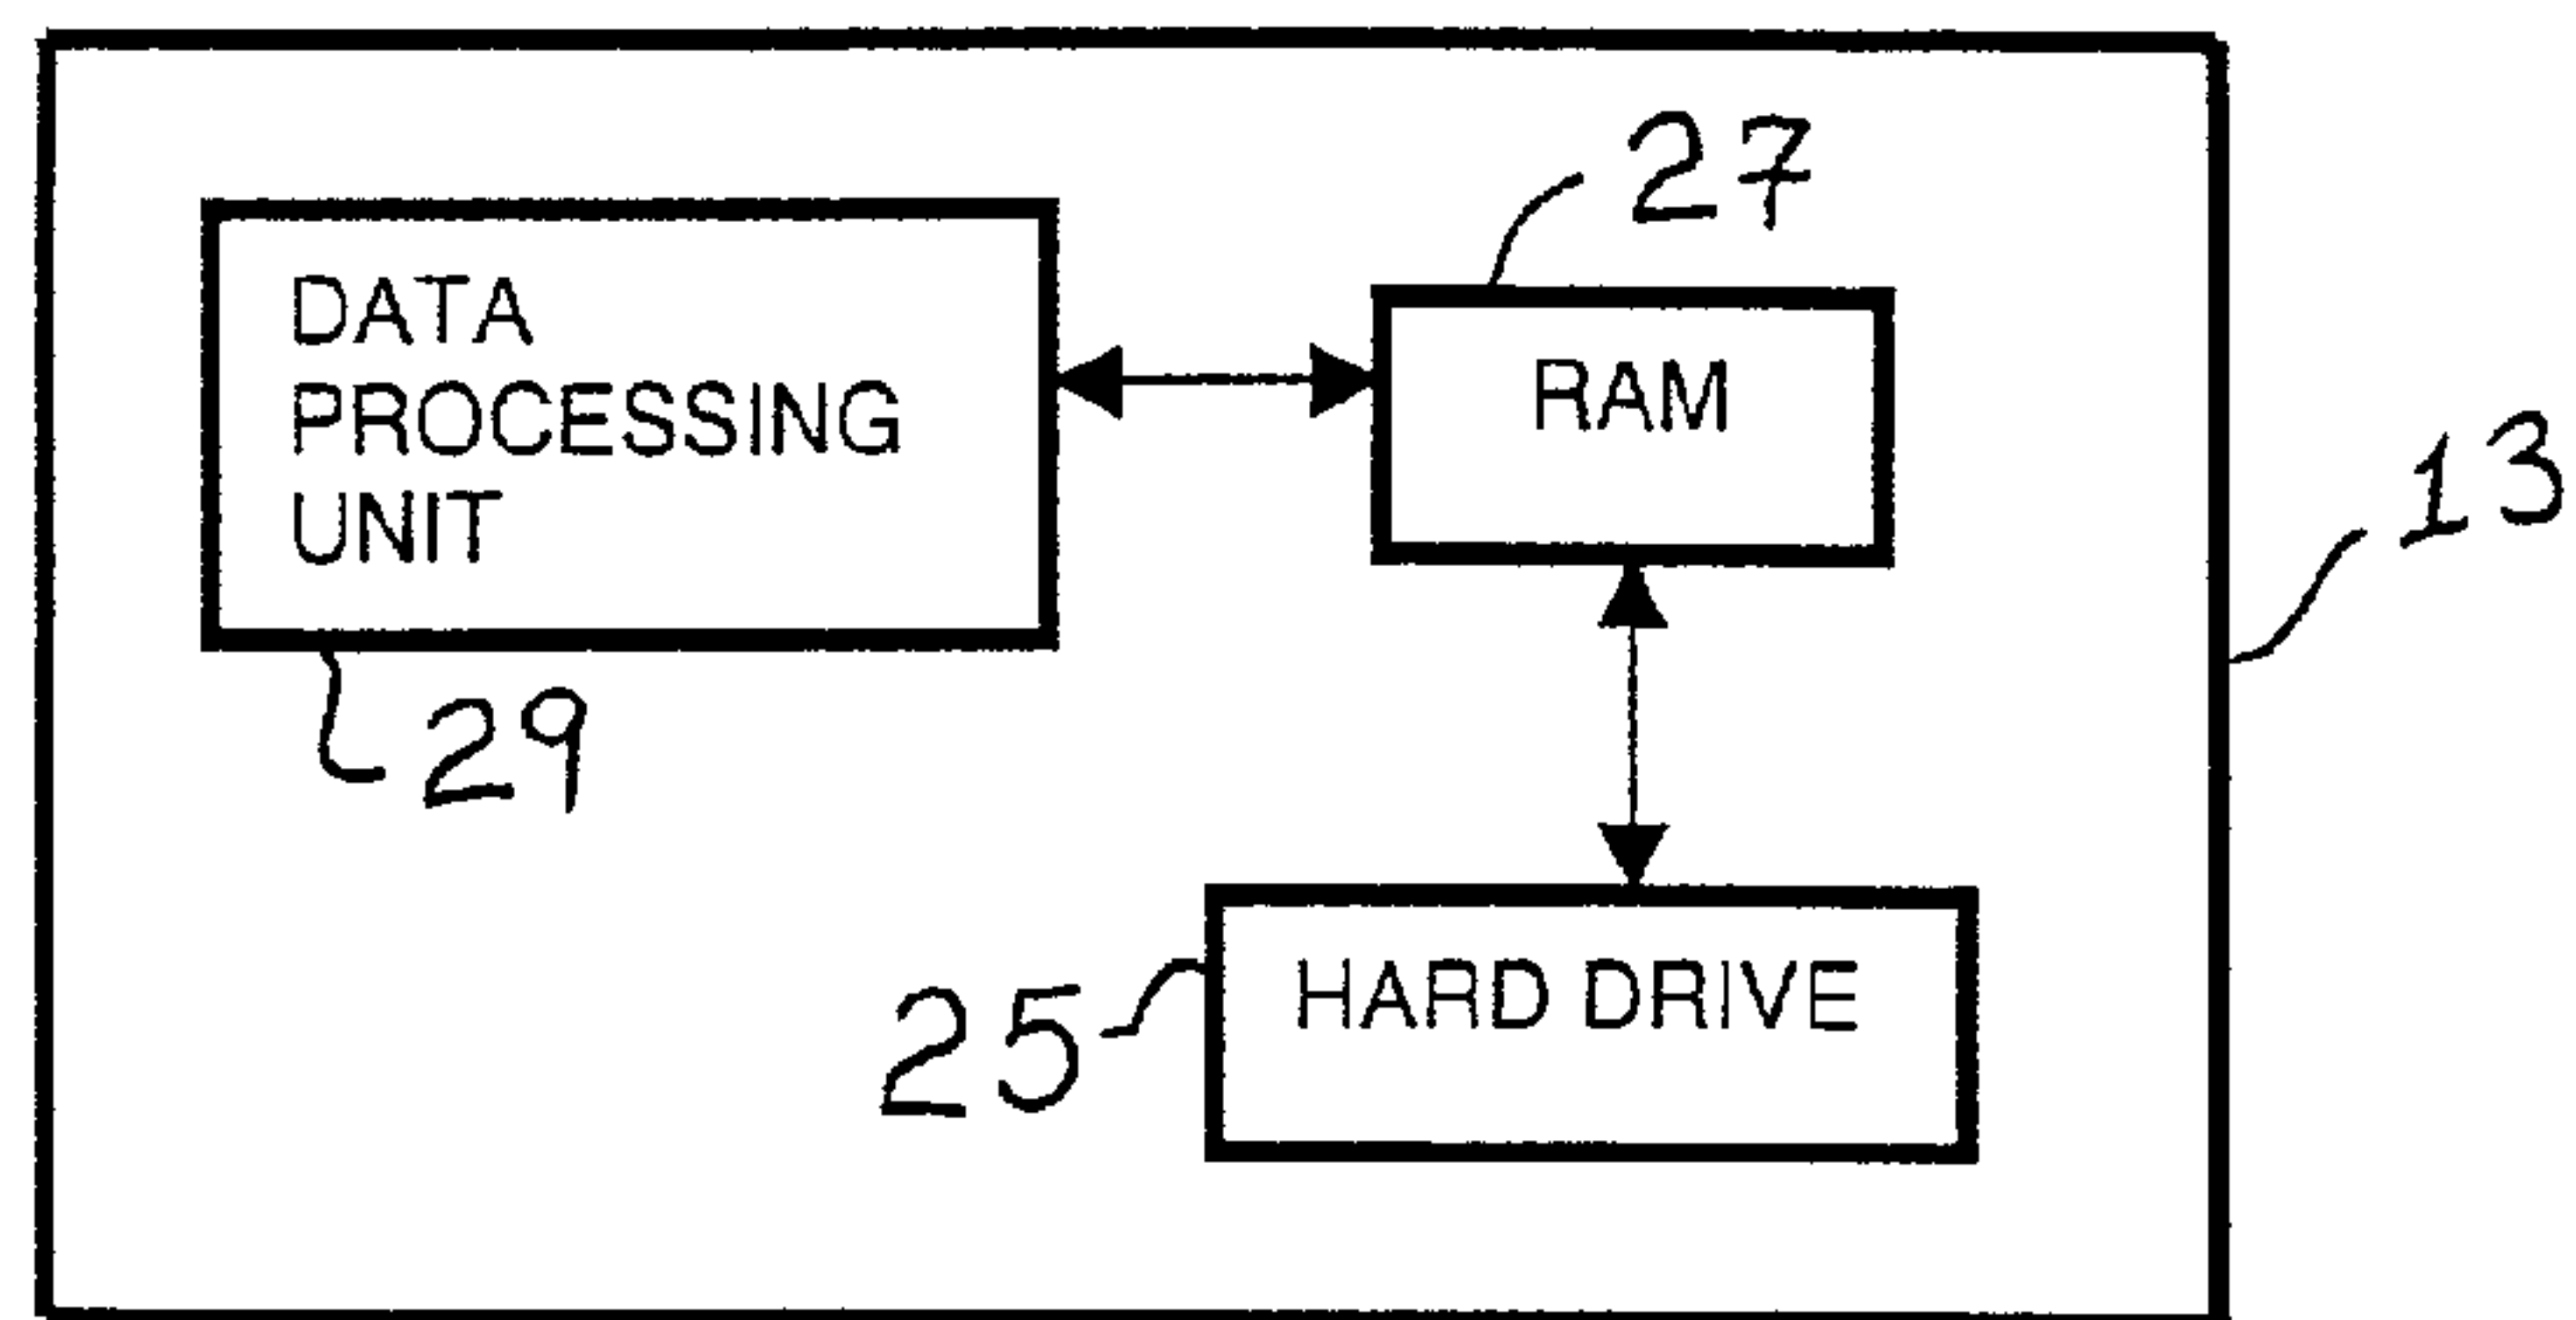 27
DATA
PROCESSING
UNIT
RAM
13
29
25
HARD DRIVE